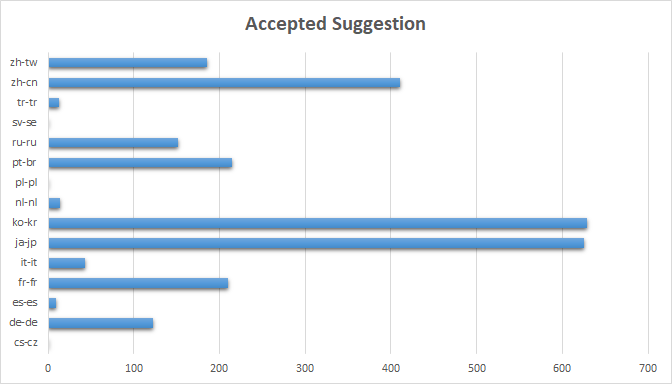 Accepted Suggestion
zh-tw
zh-cn
tr-tr
sv-se
ru-ru
pt-br
pl-pl
nl-nl
ko-kr
ja-jp
it-it
fr-fr
es-es
de-de
cs-cz
0 100 200 300 400 500 600 700